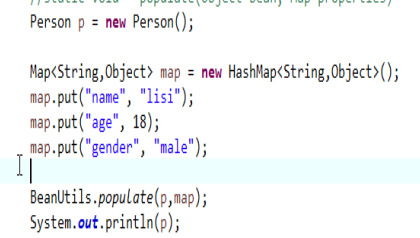 //static void populate(Object bean, Map properties)
Person p = new Person();
Map<String,Object> map = new HashMap<String,Object>();
map.put("name", "lisi");
map.put("age", 18);
map.put("gender", "male");
BeanUtils.populate(p,map);
System.out.println(p);